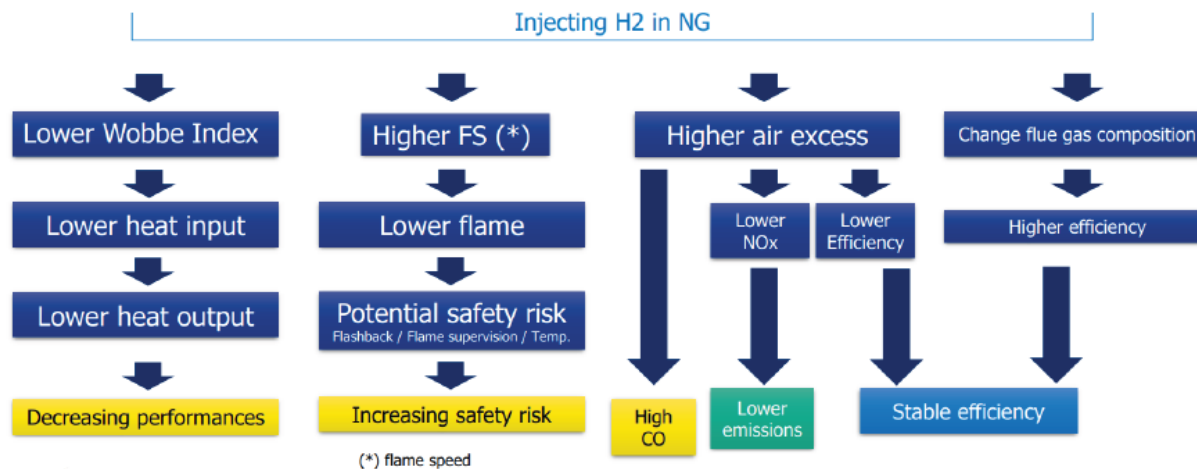 Injecting H2 in NG
Lower Wobbe Index
Higher FS (*)
Higher air excess
Change flue gas composition
Lower heat input
Lower flame
Lower
NOx
Lower
Efficiency
Higher efficiency
Lower heat output
Potential safety risk
Flashback / Flame supervision / Temp.
Decreasing performances
Increasing safety risk
High
CO
Lower
emissions
Stable efficiency
(*) flame speed